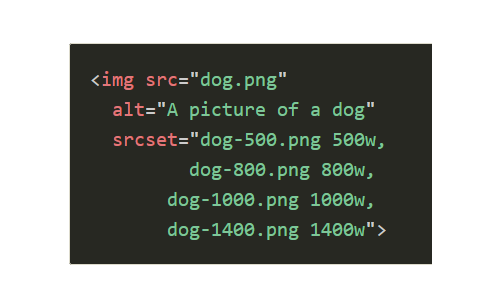 <img src="dog.png"
alt="A picture of a dog"
srcset="dog-500.png 500w,
dog-800.png 800w,
dog-1000.png 1000w,
dog-1400.png 1400w">